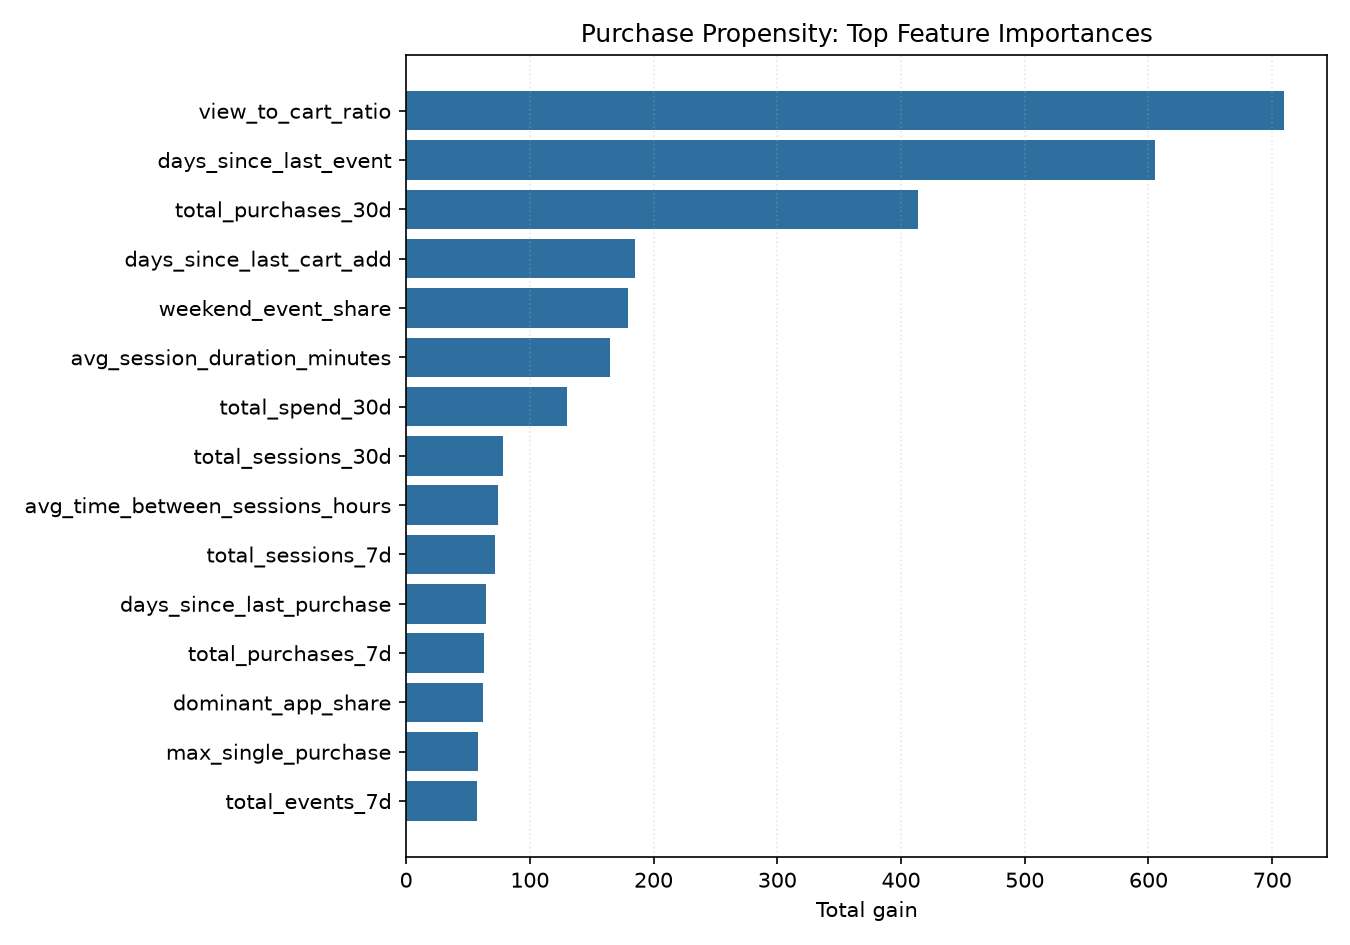 Purchase Propensity: Top Feature Importances
view_to_cart_ratio
days_since_last_event
total_purchases_30d
days_since_last_cart_add
weekend_event_share
avg_session_duration_minutes
total_spend_30d
total_sessions_30d
avg_time_between_sessions_hours
total_sessions_7d
days_since_last_purchase
total_purchases_7d
dominant_app_share
max_single_purchase
total_events_7d
0 100 200 300 400 500 600 700
Total gain